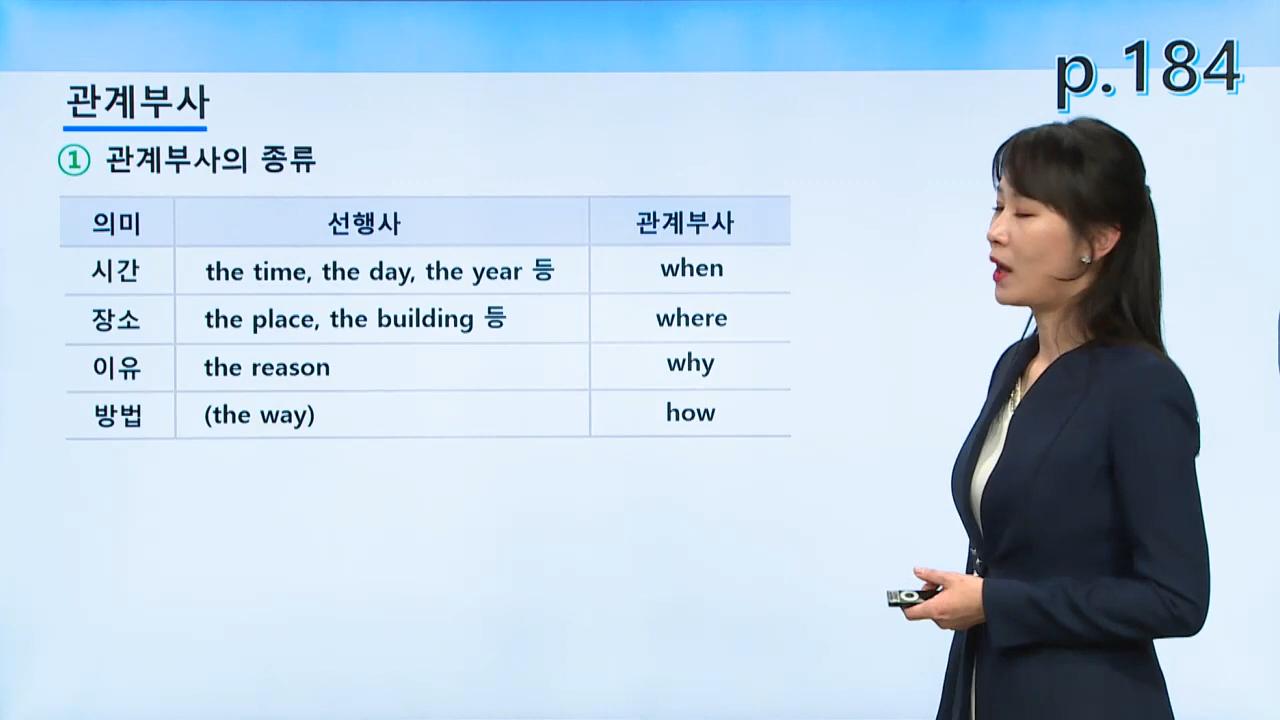 p.184
관계부사
① 관계부사의 종류
의미 선행사 관계부사
시간 the time, the day, the year 등 when
장소 the place, the building 등 where
이유 the reason why
방법 (the way) how